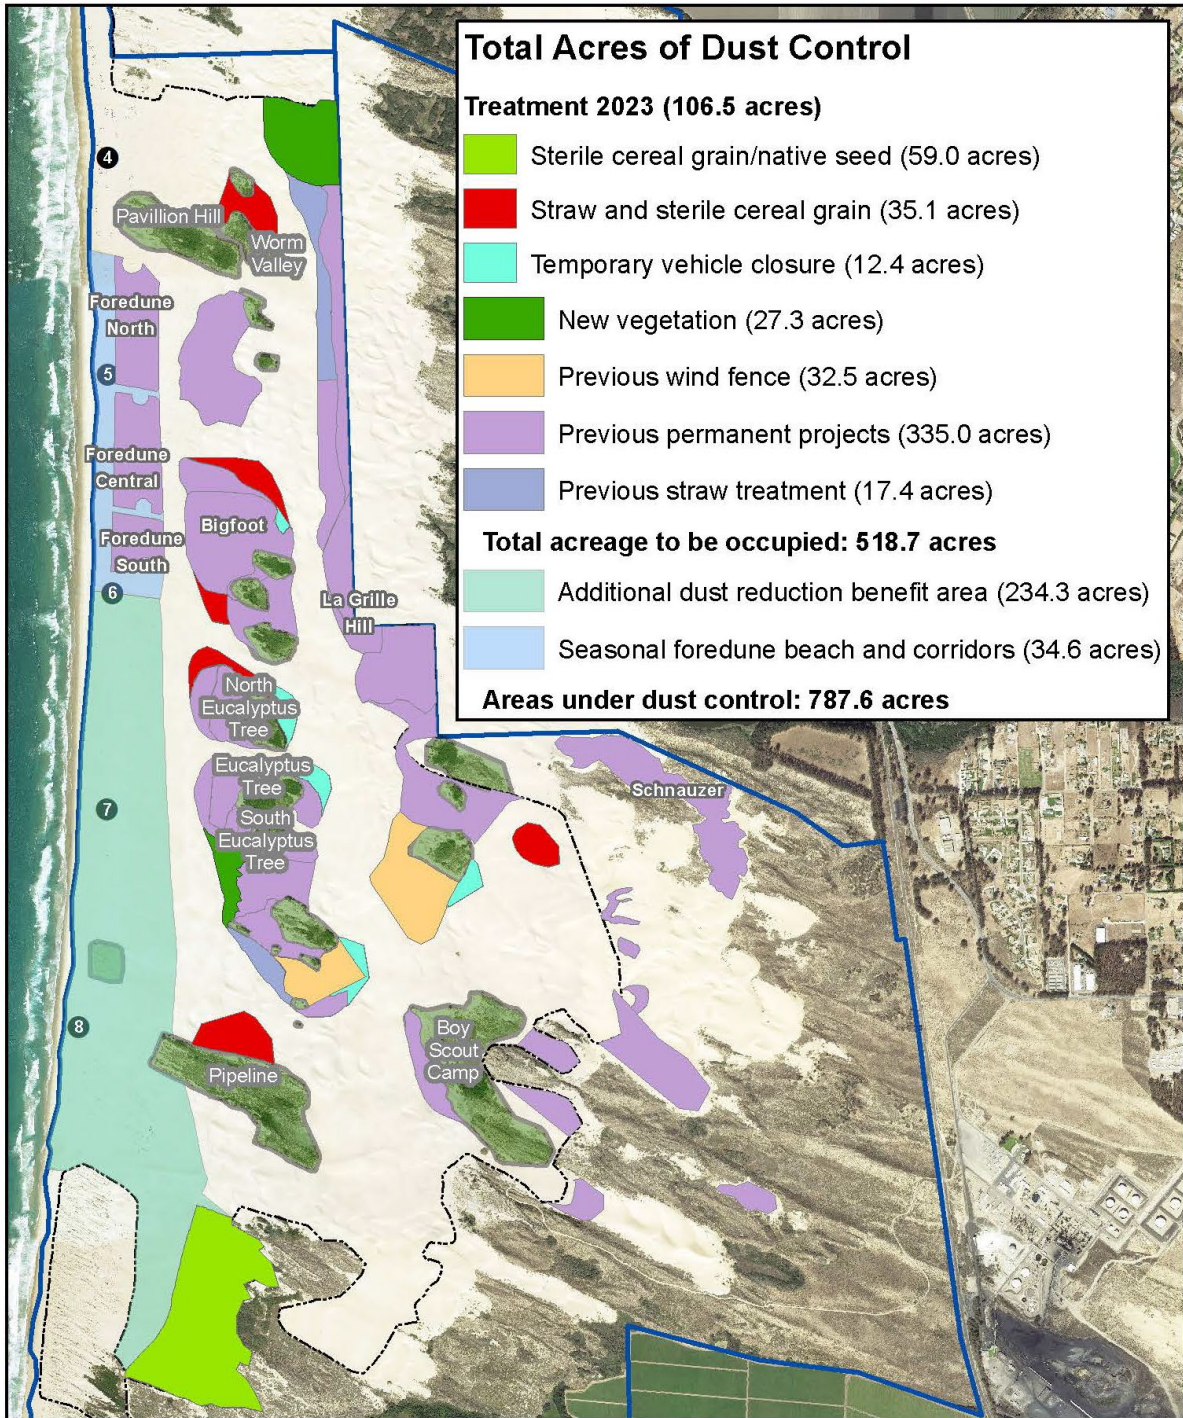 Total Acres of Dust Control
Treatment 2023 (106.5 acres)
Sterile cereal grain/native seed (59.0 acres)
Straw and sterile cereal grain (35.1 acres)
Temporary vehicle closure (12.4 acres)
New vegetation (27.3 acres)
Previous wind fence (32.5 acres)
Previous permanent projects (335.0 acres)
Previous straw treatment (17.4 acres)
Total acreage to be occupied: 518.7 acres
Additional dust reduction benefit area (234.3 acres)
Seasonal foredune beach and corridors (34.6 acres)
Areas under dust control: 787.6 acres
4
Pavillion Hill
Worm
Valley
Foredune
North
5
Foredune
Central
Bigfoot
Foredune
South
6
La Grille
Hill
North
Eucalyptus
Tree
Eucalyptus
Tree
South
Eucalyptus
Tree
Schnauzer
7
8
Boy
Scout
Camp
Pipeline